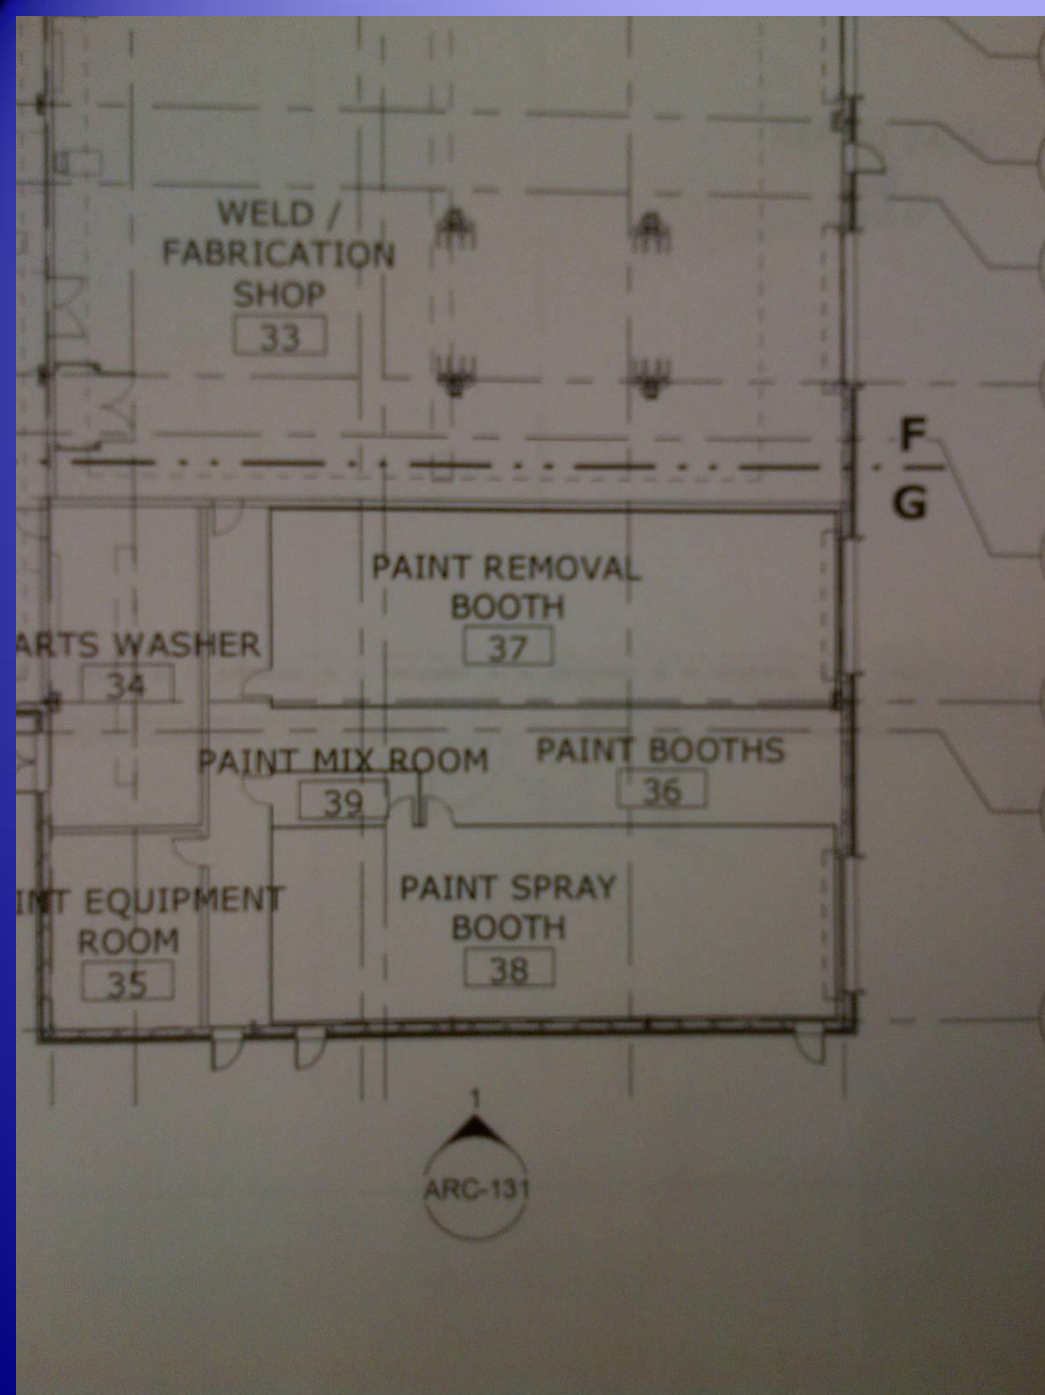 WELD /
FABRICATION
SHOP
33
F
G
PAINT REMOVAL
BOOTH
37
ARTS WASHER
34
PAINT MIX ROOM
39
PAINT BOOTHS
36
INT EQUIPMENT
ROOM
35
PAINT SPRAY
BOOTH
38
1
ARC-131